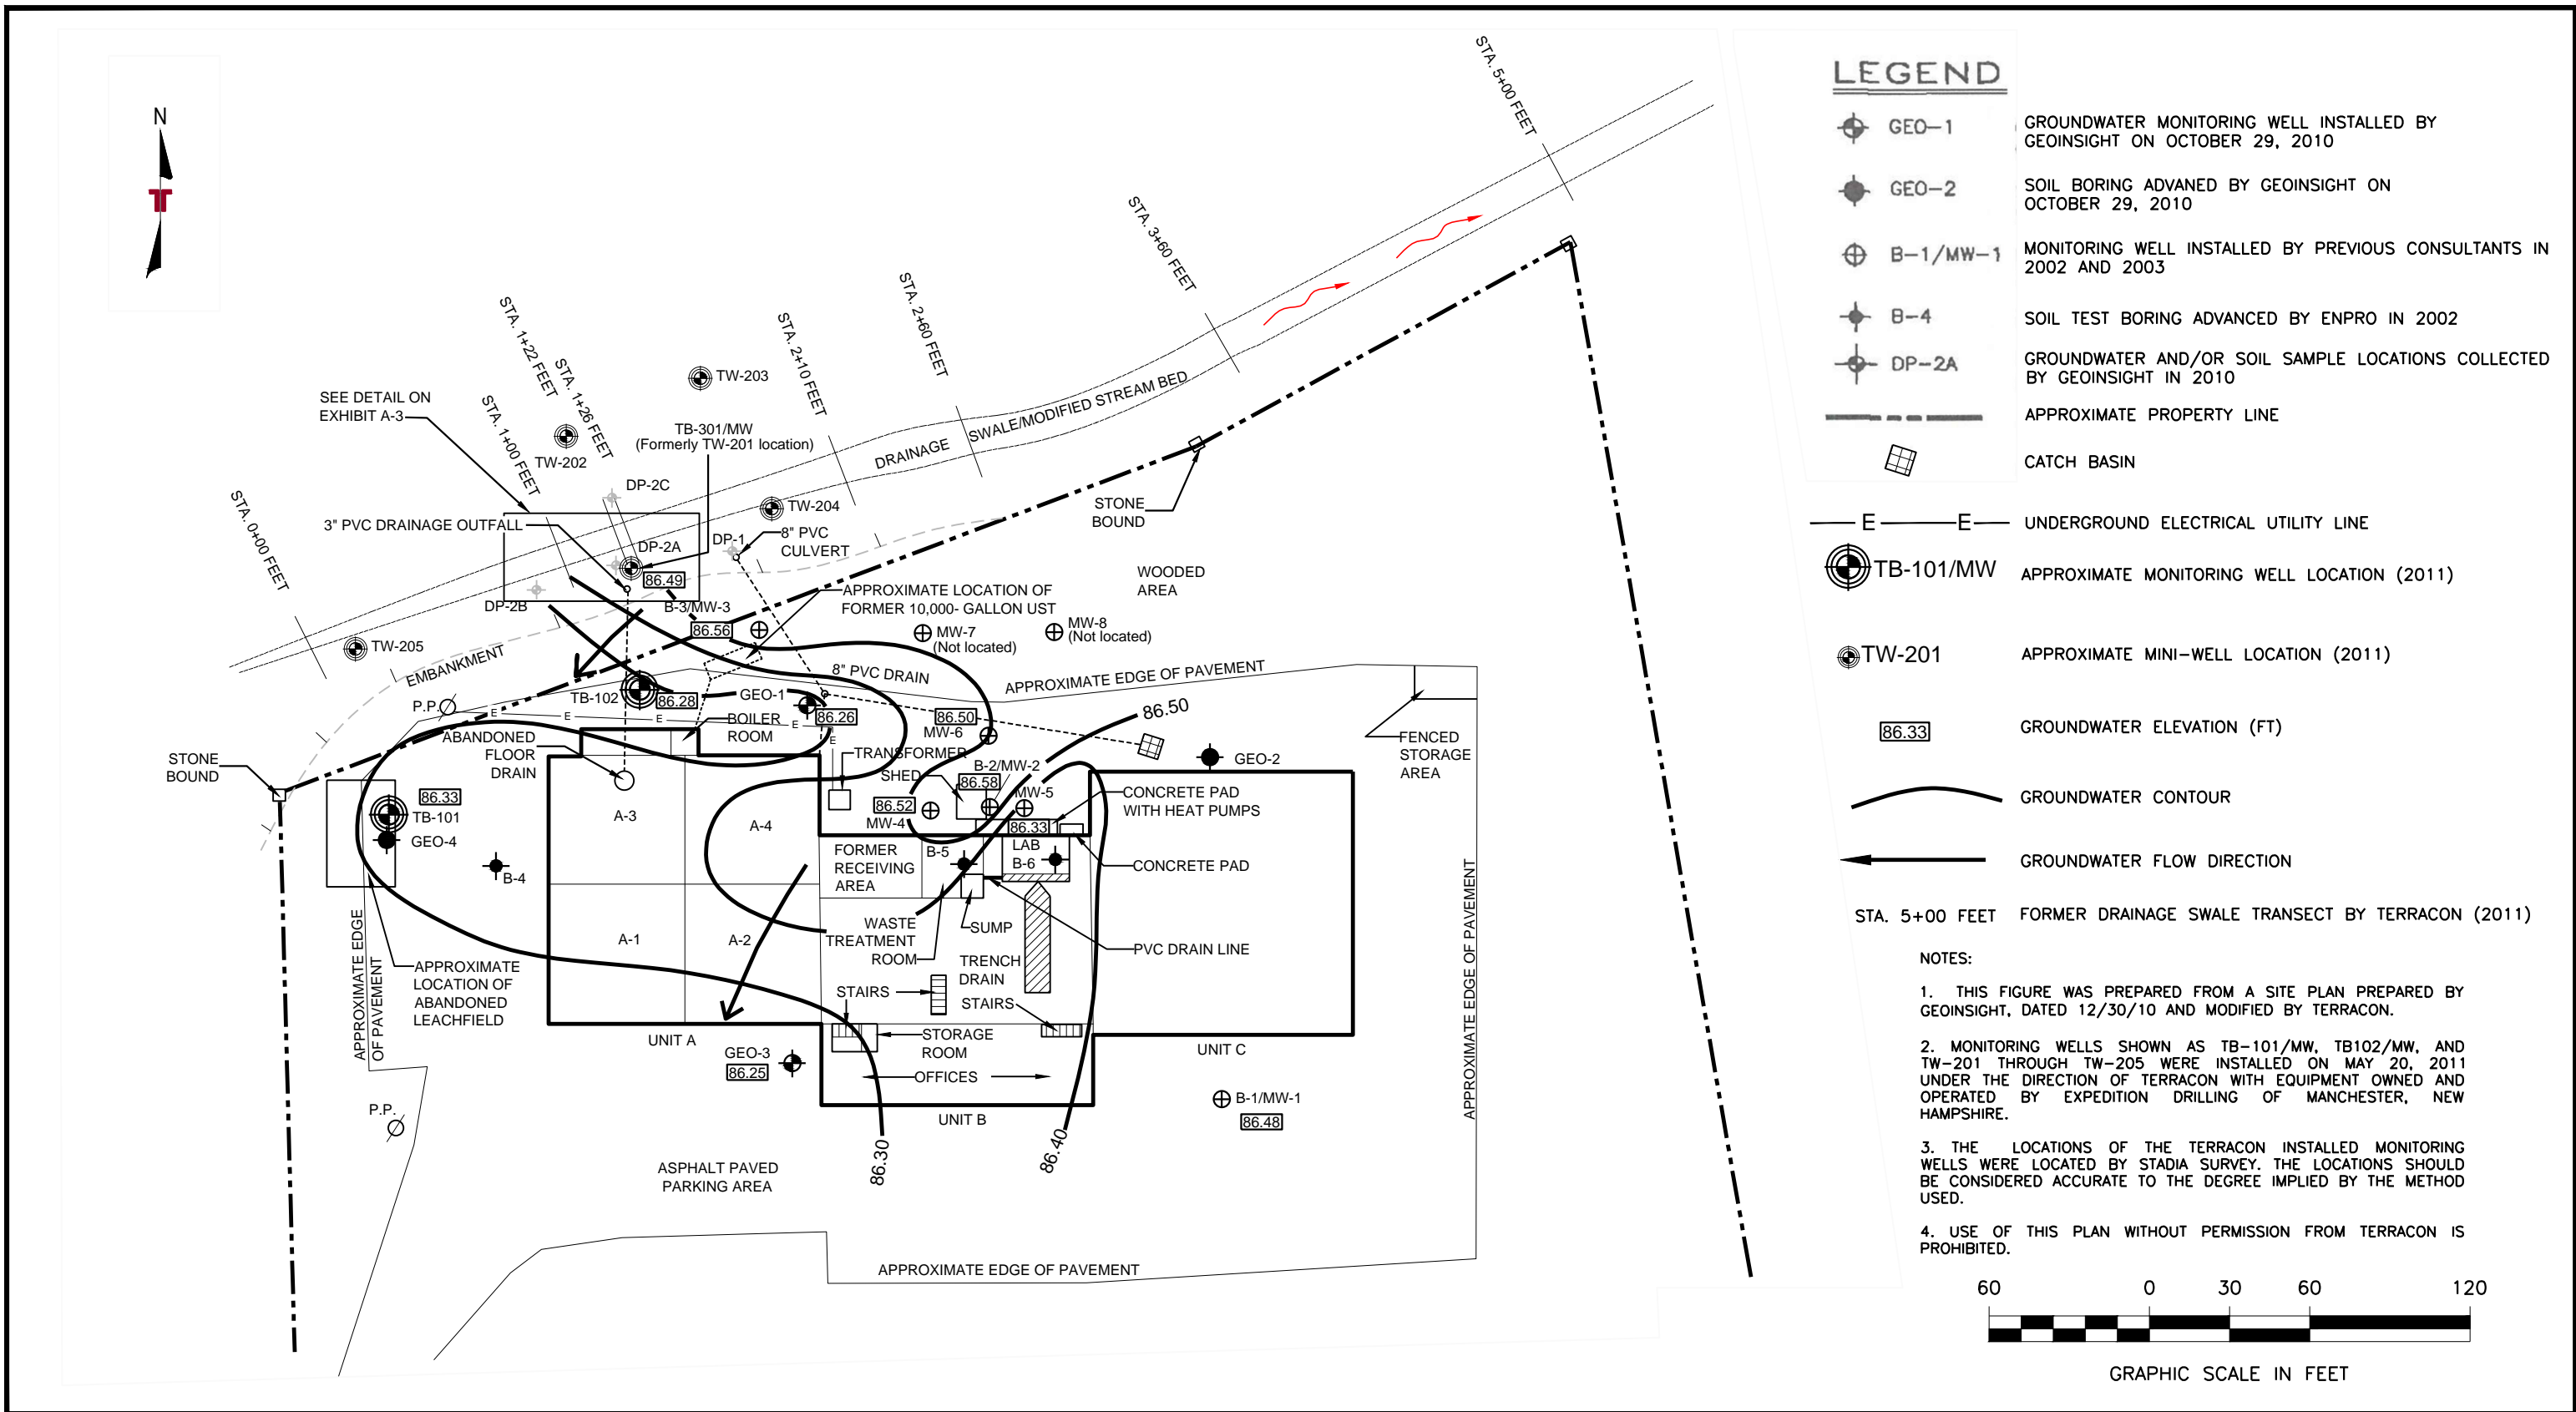 N
STA. 5+00 FEET
STA. 3+60 FEET
STA. 2+60 FEET
STA. 2+10 FEET
STA. 1+22 FEET
STA. 1+26 FEET
STA. 1+00 FEET
STA. 0+00 FEET
SEE DETAIL ON
EXHIBIT A-3
TW-203
TW-202
TB-301/MW
(Formerly TW-201 location)
DRAINAGE SWALE/MODIFIED STREAM BED
DP-2C
TW-204
3" PVC DRAINAGE OUTFALL
DP-2A
DP-1
8" PVC
CULVERT
STONE
BOUND
86.49
DP-2B
B-3/MW-3
86.56
APPROXIMATE LOCATION OF
FORMER 10,000- GALLON UST
WOODED
AREA
MW-7
(Not located)
MW-8
(Not located)
TW-205
EMBANKMENT
8" PVC DRAIN
APPROXIMATE EDGE OF PAVEMENT
TB-102
86.28
GEO-1
86.26
P.P.
E
E
E
E
E
BOILER
ROOM
86.50
MW-6
86.50
ABANDONED
FLOOR
DRAIN
TRANSFORMER
SHED
B-2/MW-2
86.58
GEO-2
FENCED
STORAGE
AREA
STONE
BOUND
86.33
TB-101
GEO-4
B-4
A-3
A-4
86.52
MW-4
MW-5
86.33
CONCRETE PAD
WITH HEAT PUMPS
FORMER
RECEIVING
AREA
B-5
LAB
B-6
CONCRETE PAD
A-1
A-2
WASTE
TREATMENT
ROOM
SUMP
PVC DRAIN LINE
TRENCH
DRAIN
STAIRS
STAIRS
APPROXIMATE EDGE
OF PAVEMENT
APPROXIMATE
LOCATION OF
ABANDONED
LEACHFIELD
APPROXIMATE EDGE OF PAVEMENT
UNIT A
STORAGE
ROOM
UNIT C
GEO-3
86.25
OFFICES
B-1/MW-1
86.48
P.P.
UNIT B
86.30
86.40
ASPHALT PAVED
PARKING AREA
APPROXIMATE EDGE OF PAVEMENT
LEGEND
GEO-1 GROUNDWATER MONITORING WELL INSTALLED BY
GEOINSIGHT ON OCTOBER 29, 2010
GEO-2 SOIL BORING ADVANED BY GEOINSIGHT ON
OCTOBER 29, 2010
B-1/MW-1 MONITORING WELL INSTALLED BY PREVIOUS CONSULTANTS IN
2002 AND 2003
B-4 SOIL TEST BORING ADVANCED BY ENPRO IN 2002
DP-2A GROUNDWATER AND/OR SOIL SAMPLE LOCATIONS COLLECTED
BY GEOINSIGHT IN 2010
APPROXIMATE PROPERTY LINE
CATCH BASIN
E E UNDERGROUND ELECTRICAL UTILITY LINE
TB-101/MW APPROXIMATE MONITORING WELL LOCATION (2011)
TW-201 APPROXIMATE MINI-WELL LOCATION (2011)
86.33 GROUNDWATER ELEVATION (FT)
GROUNDWATER CONTOUR
GROUNDWATER FLOW DIRECTION
STA. 5+00 FEET FORMER DRAINAGE SWALE TRANSECT BY TERRACON (2011)
NOTES:
1. THIS FIGURE WAS PREPARED FROM A SITE PLAN PREPARED BY
GEOINSIGHT, DATED 12/30/10 AND MODIFIED BY TERRACON.
2. MONITORING WELLS SHOWN AS TB-101/MW, TB102/MW, AND
TW-201 THROUGH TW-205 WERE INSTALLED ON MAY 20, 2011
UNDER THE DIRECTION OF TERRACON WITH EQUIPMENT OWNED AND
OPERATED BY EXPEDITION DRILLING OF MANCHESTER, NEW
HAMPSHIRE.
3. THE LOCATIONS OF THE TERRACON INSTALLED MONITORING
WELLS WERE LOCATED BY STADIA SURVEY. THE LOCATIONS SHOULD
BE CONSIDERED ACCURATE TO THE DEGREE IMPLIED BY THE METHOD
USED.
4. USE OF THIS PLAN WITHOUT PERMISSION FROM TERRACON IS
PROHIBITED.
60 0 30 60 120
GRAPHIC SCALE IN FEET